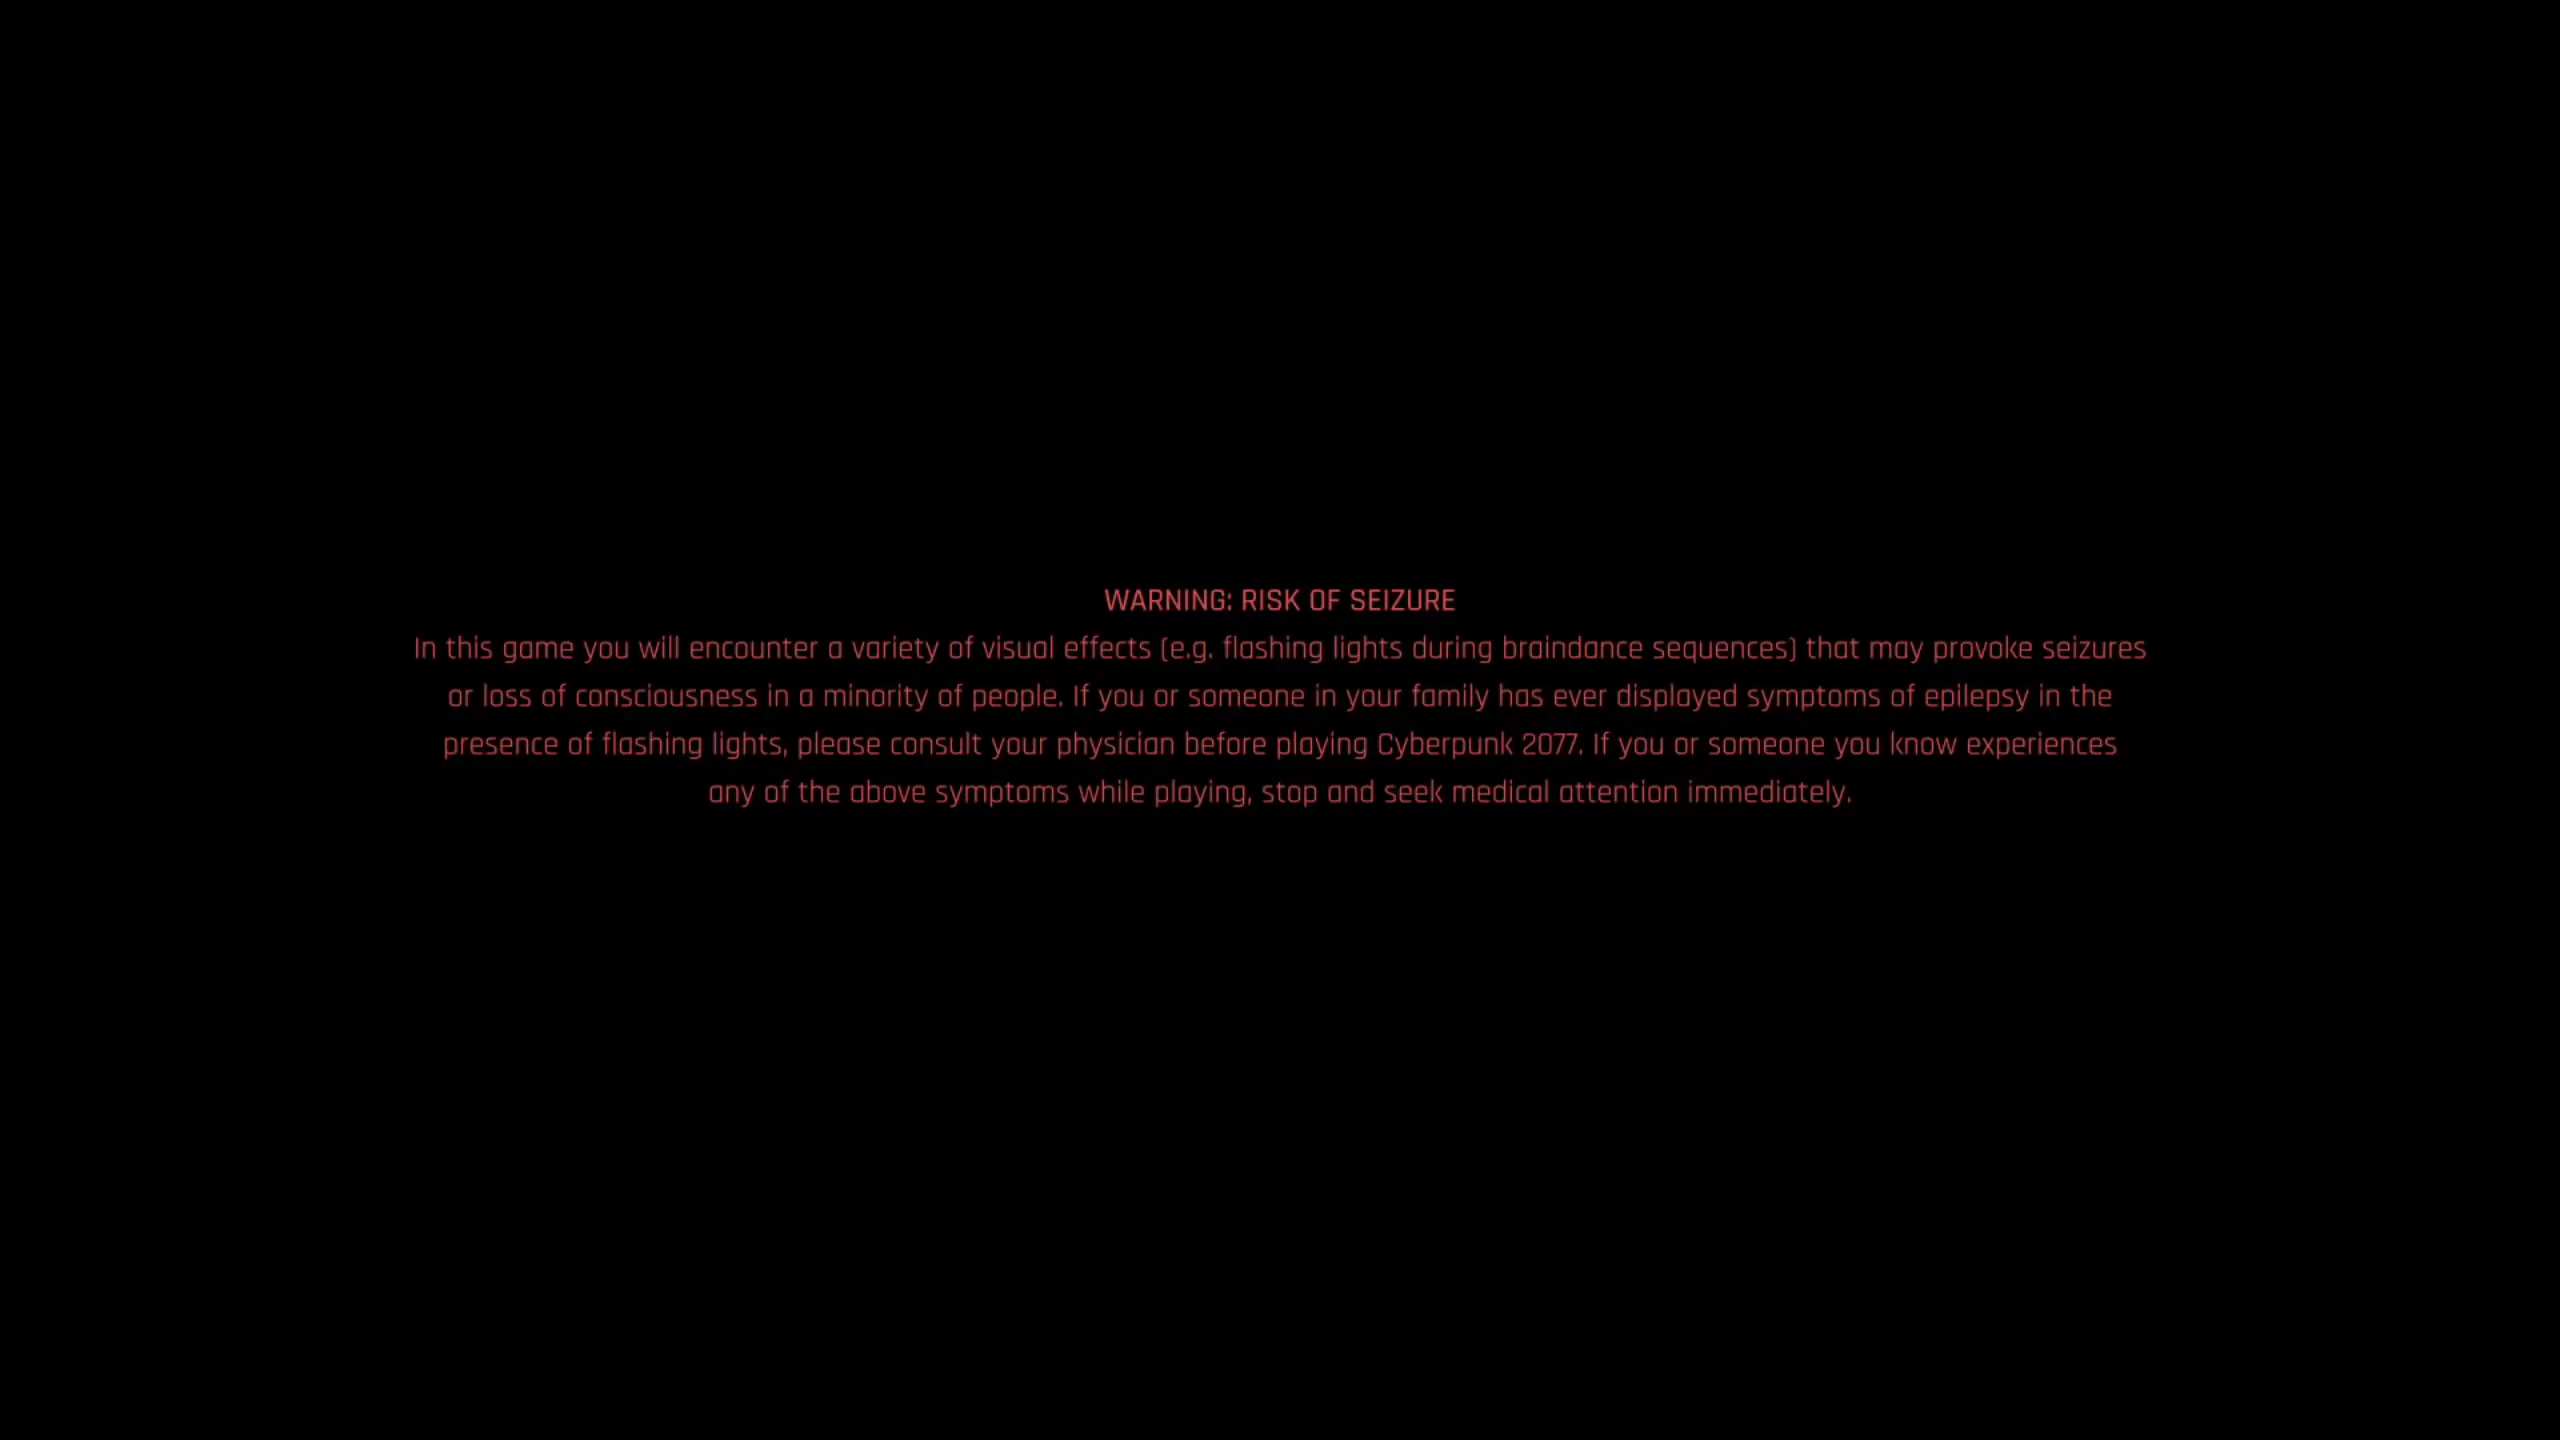 WARNING: RISK OF SEIZURE
In this game you will encounter a variety of visual effects (e.g. flashing lights during braindance sequences) that may provoke seizures
or loss of consciousness in a minority of people. If you or someone in your family has ever displayed symptoms of epilepsy in the
presence of flashing lights, please consult your physician before playing Cyberpunk 2077. If you or someone you know experiences
any of the above symptoms while playing, stop and seek medical attention immediately.